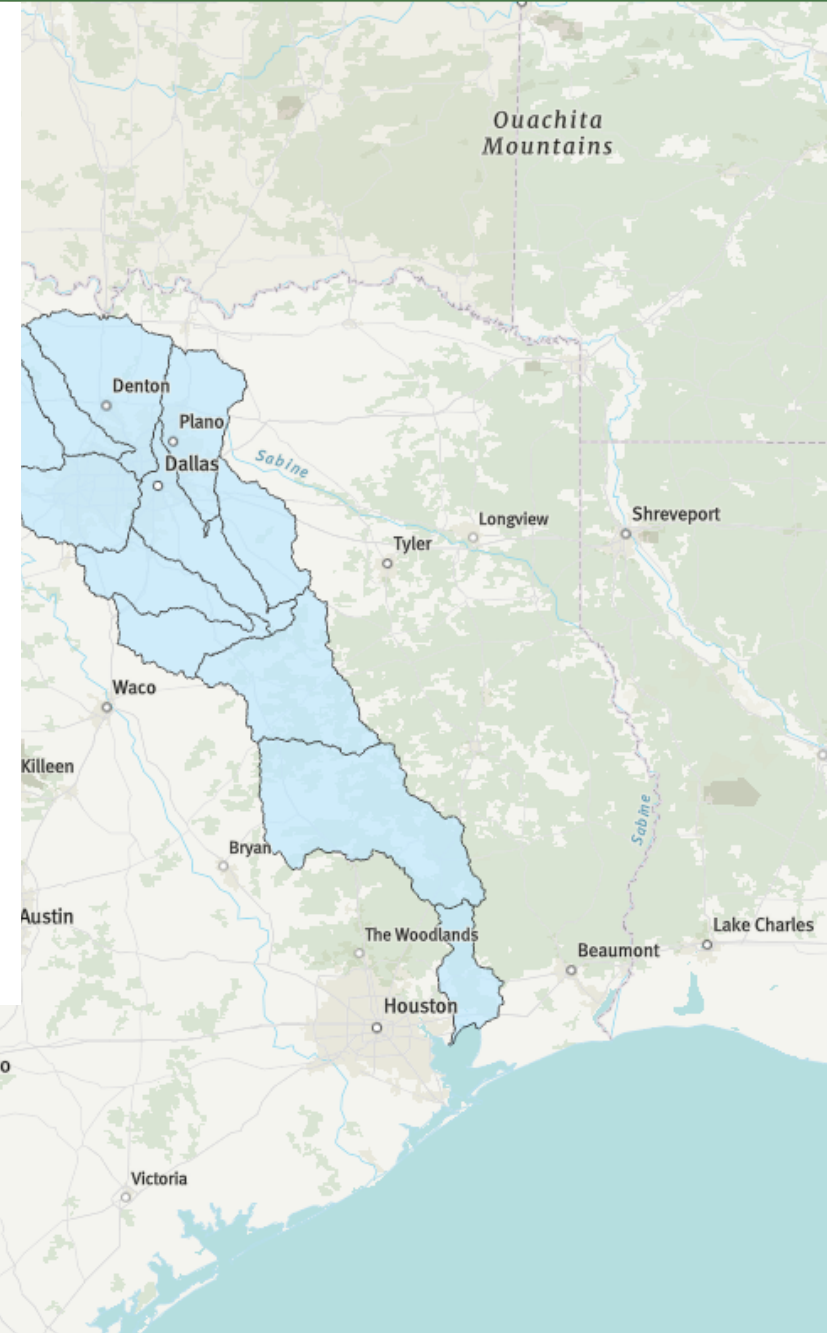 Ouachita
Mountains
Denton
Plano
Dallas
Sabine
Longview
Shreveport
Tyler
Waco
Killeen
Sabine
Bryan
Austin
The Woodlands
Lake Charles
Beaumont
Houston
o
Victoria